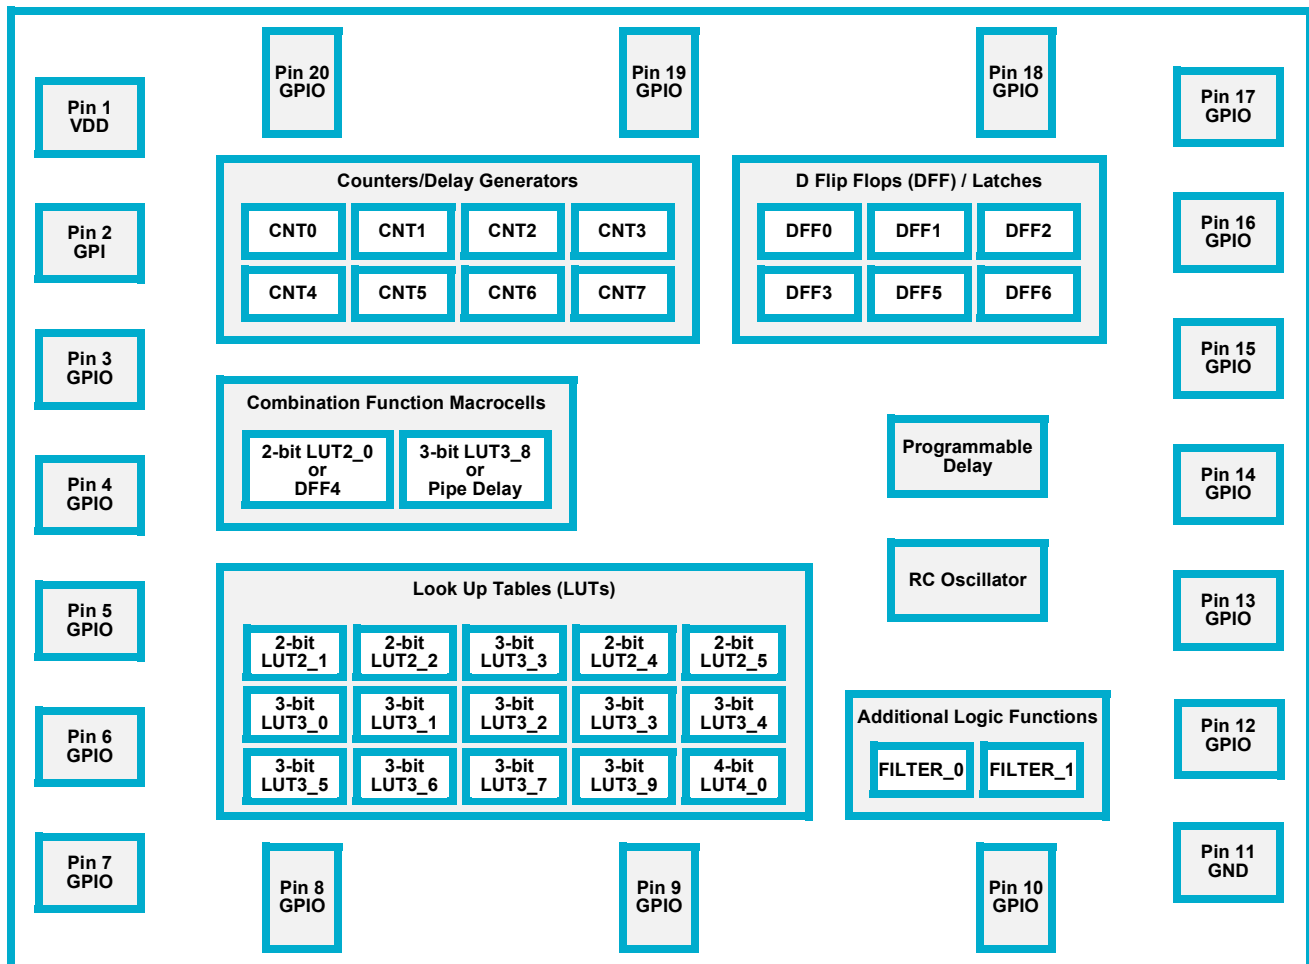 Pin 20
GPIO
Pin 19
GPIO
Pin 18
GPIO
Pin 1
VDD
Pin 2
GPI
Pin 3
GPIO
Pin 4
GPIO
Pin 5
GPIO
Pin 6
GPIO
Pin 7
GPIO
Counters/Delay Generators
CNT0 CNT1 CNT2 CNT3
CNT4 CNT5 CNT6 CNT7
D Flip Flops (DFF) / Latches
DFF0 DFF1 DFF2
DFF3 DFF5 DFF6
Combination Function Macrocells
2-bit LUT2_0
or
DFF4
3-bit LUT3_8
or
Pipe Delay
Programmable
Delay
RC Oscillator
Look Up Tables (LUTs)
2-bit
LUT2_1
2-bit
LUT2_2
3-bit
LUT3_3
2-bit
LUT2_4
2-bit
LUT2_5
3-bit
LUT3_0
3-bit
LUT3_1
3-bit
LUT3_2
3-bit
LUT3_3
3-bit
LUT3_4
3-bit
LUT3_5
3-bit
LUT3_6
3-bit
LUT3_7
3-bit
LUT3_9
4-bit
LUT4_0
Additional Logic Functions
FILTER_0 FILTER_1
Pin 17
GPIO
Pin 16
GPIO
Pin 15
GPIO
Pin 14
GPIO
Pin 13
GPIO
Pin 12
GPIO
Pin 11
GND
Pin 8
GPIO
Pin 9
GPIO
Pin 10
GPIO